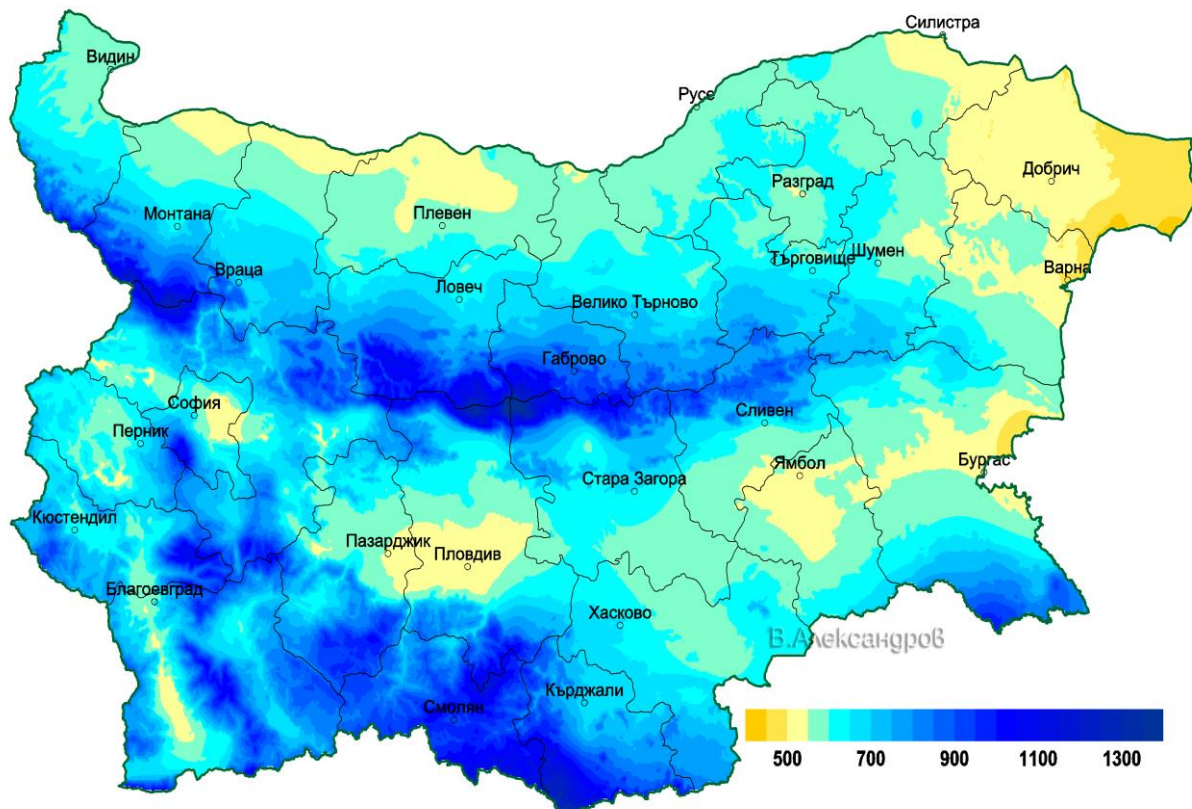 Силистра
Видин
Русе
Добрич
Разград
Монтана
Плевен
Търговище
Шумен
Варна
Враца
Ловеч
Велико Търново
Габрово
София
Сливен
Перник
Ямбол
Бургас
Стара Загора
Кюстендил
Пазарджик
Пловдив
Благоевград
Хасково
В.Александров
Кърджали
Смолян
500 700 900 1100 1300